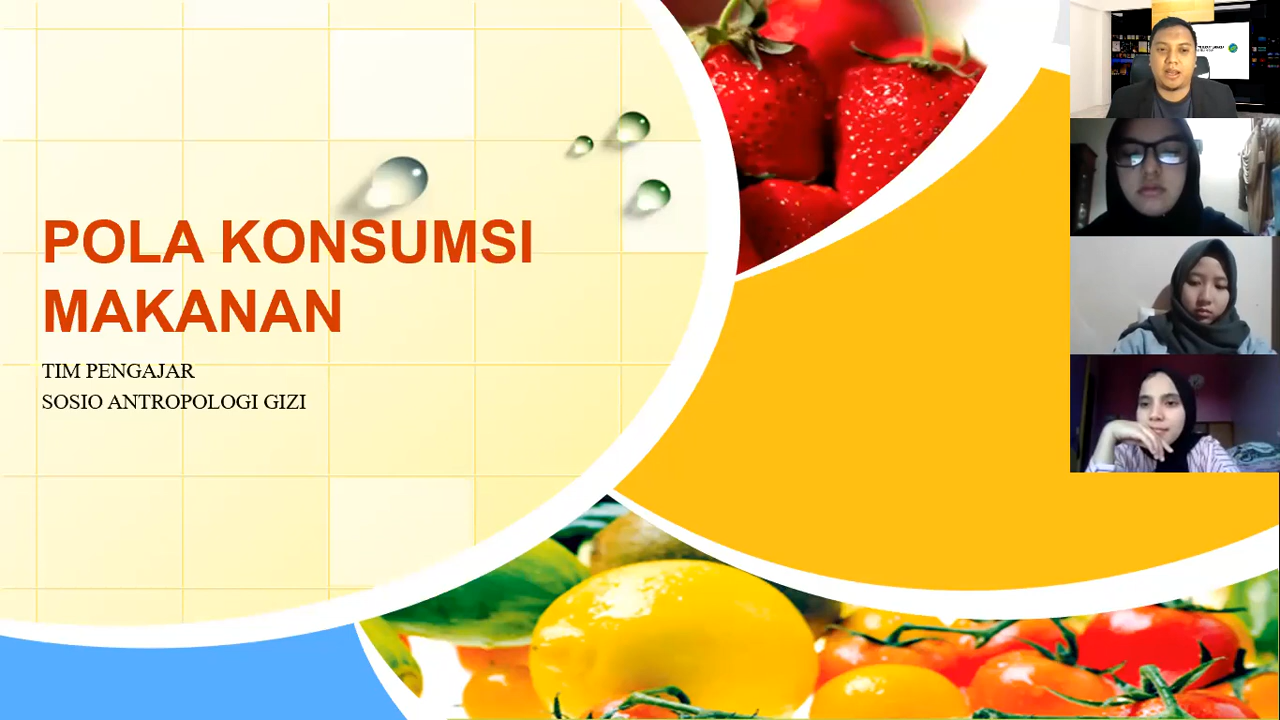 POLA KONSUMSI
MAKANAN
TIM PENGAJAR
SOSIO ANTROPOLOGI GIZI